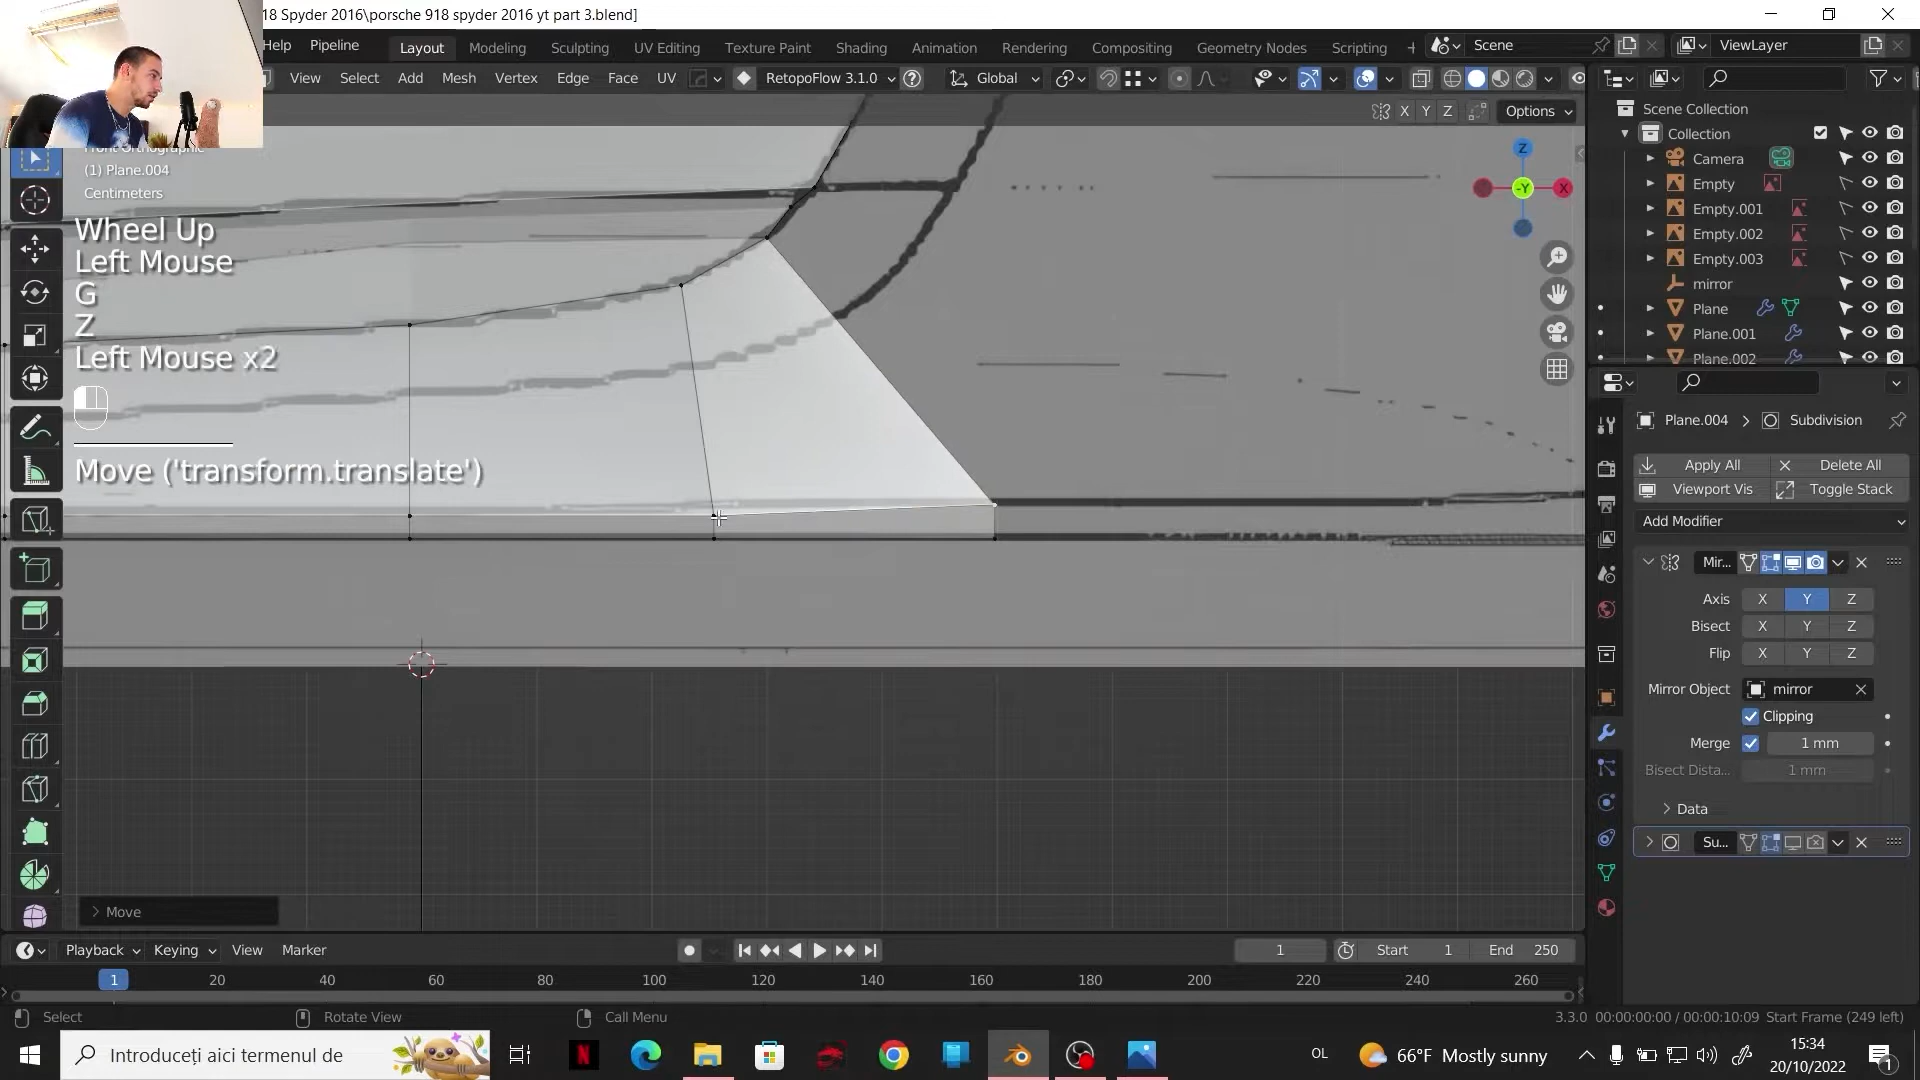 18 Spyder 2016\porsche 918 spyder 2016 yt part 3.blend]
Help Pipeline Layout Modeling Sculpting UV Editing Texture Paint Shading Animation Rendering Compositing Geometry Nodes Scripting + Scene ViewLayer
View Select Add Mesh Vertex Edge Face UV RetopoFlow 3.1.0 Global
X Y Z Options
Scene Collection
Collection
Camera
Empty
Empty.001
Empty.002
Empty.003
mirror
Plane
Plane.001
Plane.002
Front Orthographic
(1) Plane.004
Centimeters
Wheel Up
Left Mouse
G
Z
Left Mouse x2
Move ('transform.translate')
Z
-Y
X
Plane.004 > Subdivision
Apply All Delete All
Viewport Vis Toggle Stack
Add Modifier
Mir...
Axis X Y Z
Bisect X Y Z
Flip X Y Z
Mirror Object mirror
Clipping
Merge 1 mm
Bisect Dista... 1 mm
Data
Su...
Move
Playback Keying View Marker 1 Start 1 End 250
1 20 40 60 80 100 120 140 160 180 200 220 240 260
Select Rotate View Call Menu 3.3.0 00:00:00:00 / 00:00:10:09 Start Frame (249 left)
Introduceți aici termenul de
OL
66°F Mostly sunny
15:34
20/10/2022
1